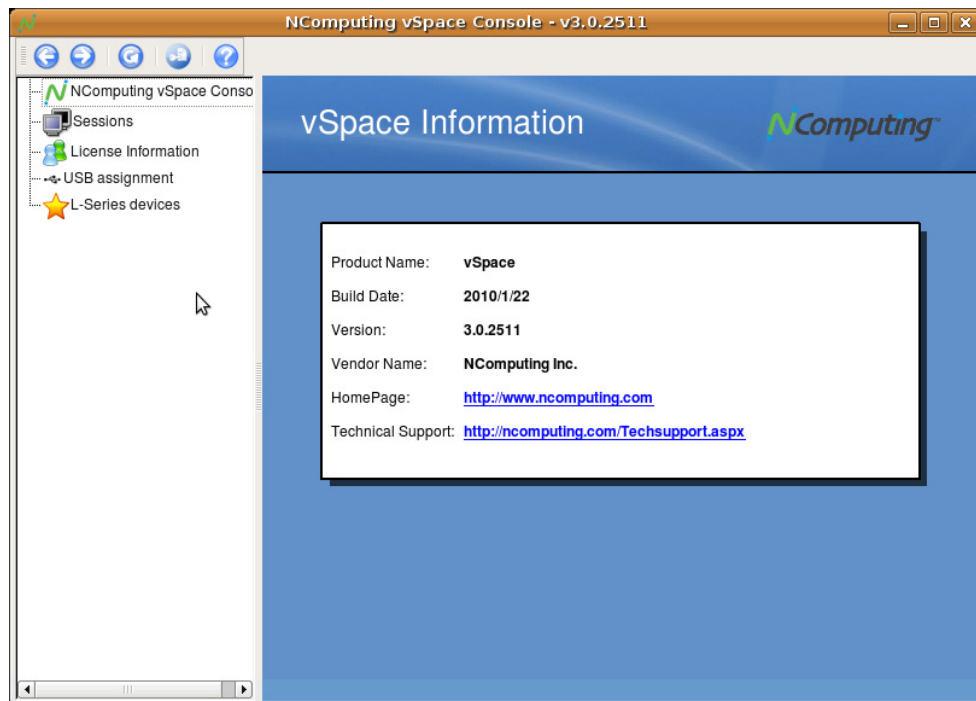 NComputing vSpace Console - v3.0.2511
NComputing vSpace Conso
Sessions
License Information
USB assignment
L-Series devices
vSpace Information
NComputing™
Product Name: vSpace
Build Date: 2010/1/22
Version: 3.0.2511
Vendor Name: NComputing Inc.
HomePage: http://www.ncomputing.com
Technical Support: http://ncomputing.com/Techsupport.aspx